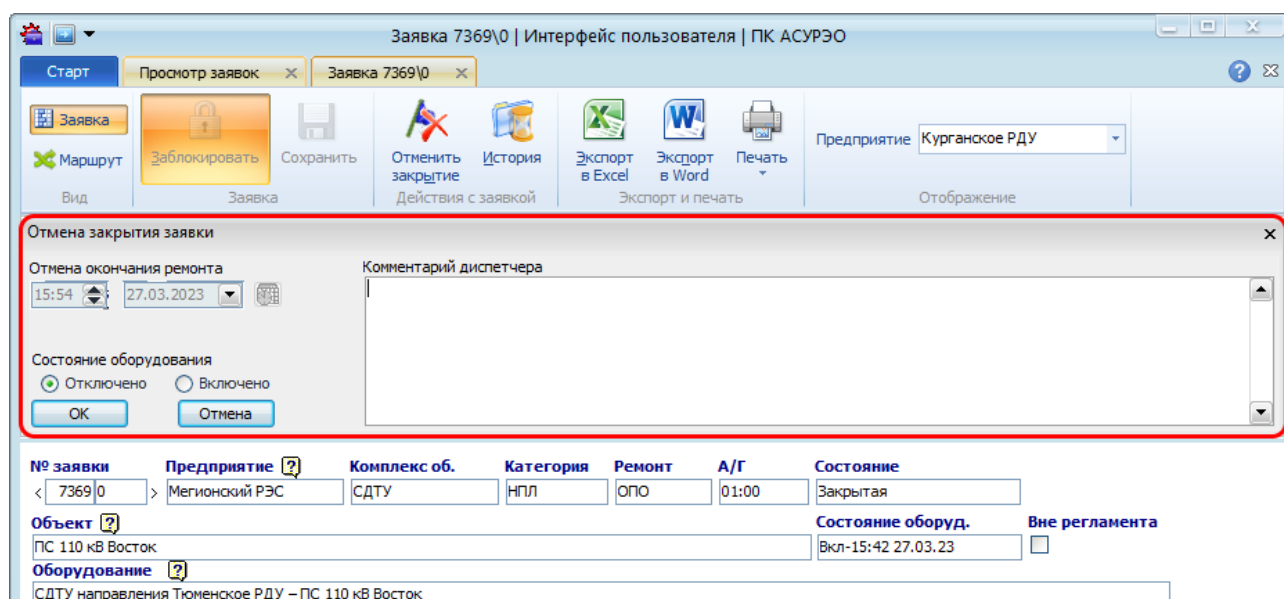 Заявка 7369\0 | Интерфейс пользователя | ПК АСУРЭО
Старт Просмотр заявок Заявка 7369\0
Заявка
Маршрут
Вид
Заблокировать Сохранить
Заявка
Отменить закрытие История
Действия с заявкой
Экспорт в Excel Экспорт в Word Печать
Экспорт и печать
Предприятие Курганское РДУ
Отображение
Отмена закрытия заявки
Отмена окончания ремонта Комментарий диспетчера
15:54 27.03.2023
Состояние оборудования
Отключено Включено
ОК Отмена
№ заявки Предприятие ? Комплекс об. Категория Ремонт А/Г Состояние
< 7369 0 > Мегионский РЭС СДТУ НПЛ ОПО 01:00 Закрытая
Объект ? Состояние оборуд. Вне регламента
ПС 110 кВ Восток Вкл-15:42 27.03.23
Оборудование ?
СДТУ направления Тюменское РДУ – ПС 110 кВ Восток